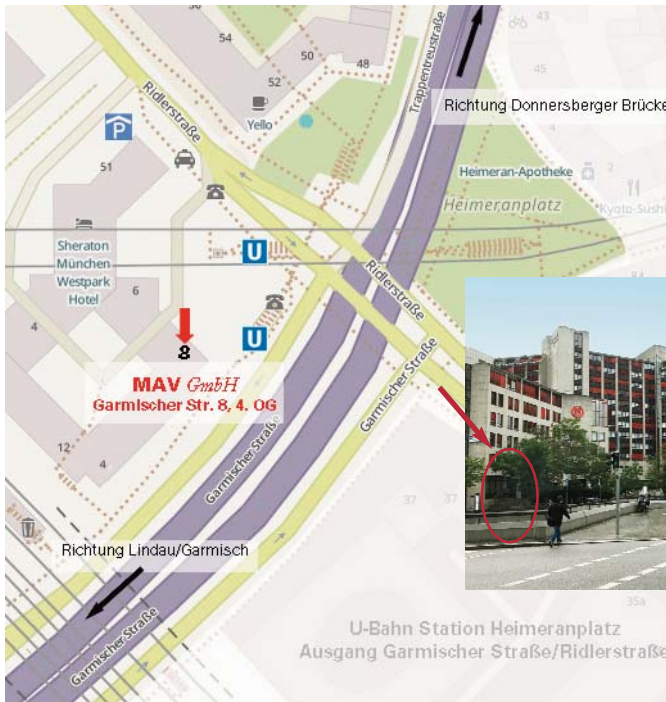 43
54
50
48
45
52
Trappentreustraße
Ridlerstraße
Richtung Donnersberger Brücke
Yello
P
51
4
2
Heimeran-Apotheke
Heimeranplatz
Kyoto-Sushi
U
Sheraton
München
Westpark
Hotel
6
4
Ridlerstraße
8
U
MAV GmbH
Garmischer Str. 8, 4. OG
Garmischer Straße
12
4
Garmischer Straße
37
37
Richtung Lindau/Garmisch
Garmischer Straße
35a
U-Bahn Station Heimeranplatz
Ausgang Garmischer Straße/Ridlerstraße